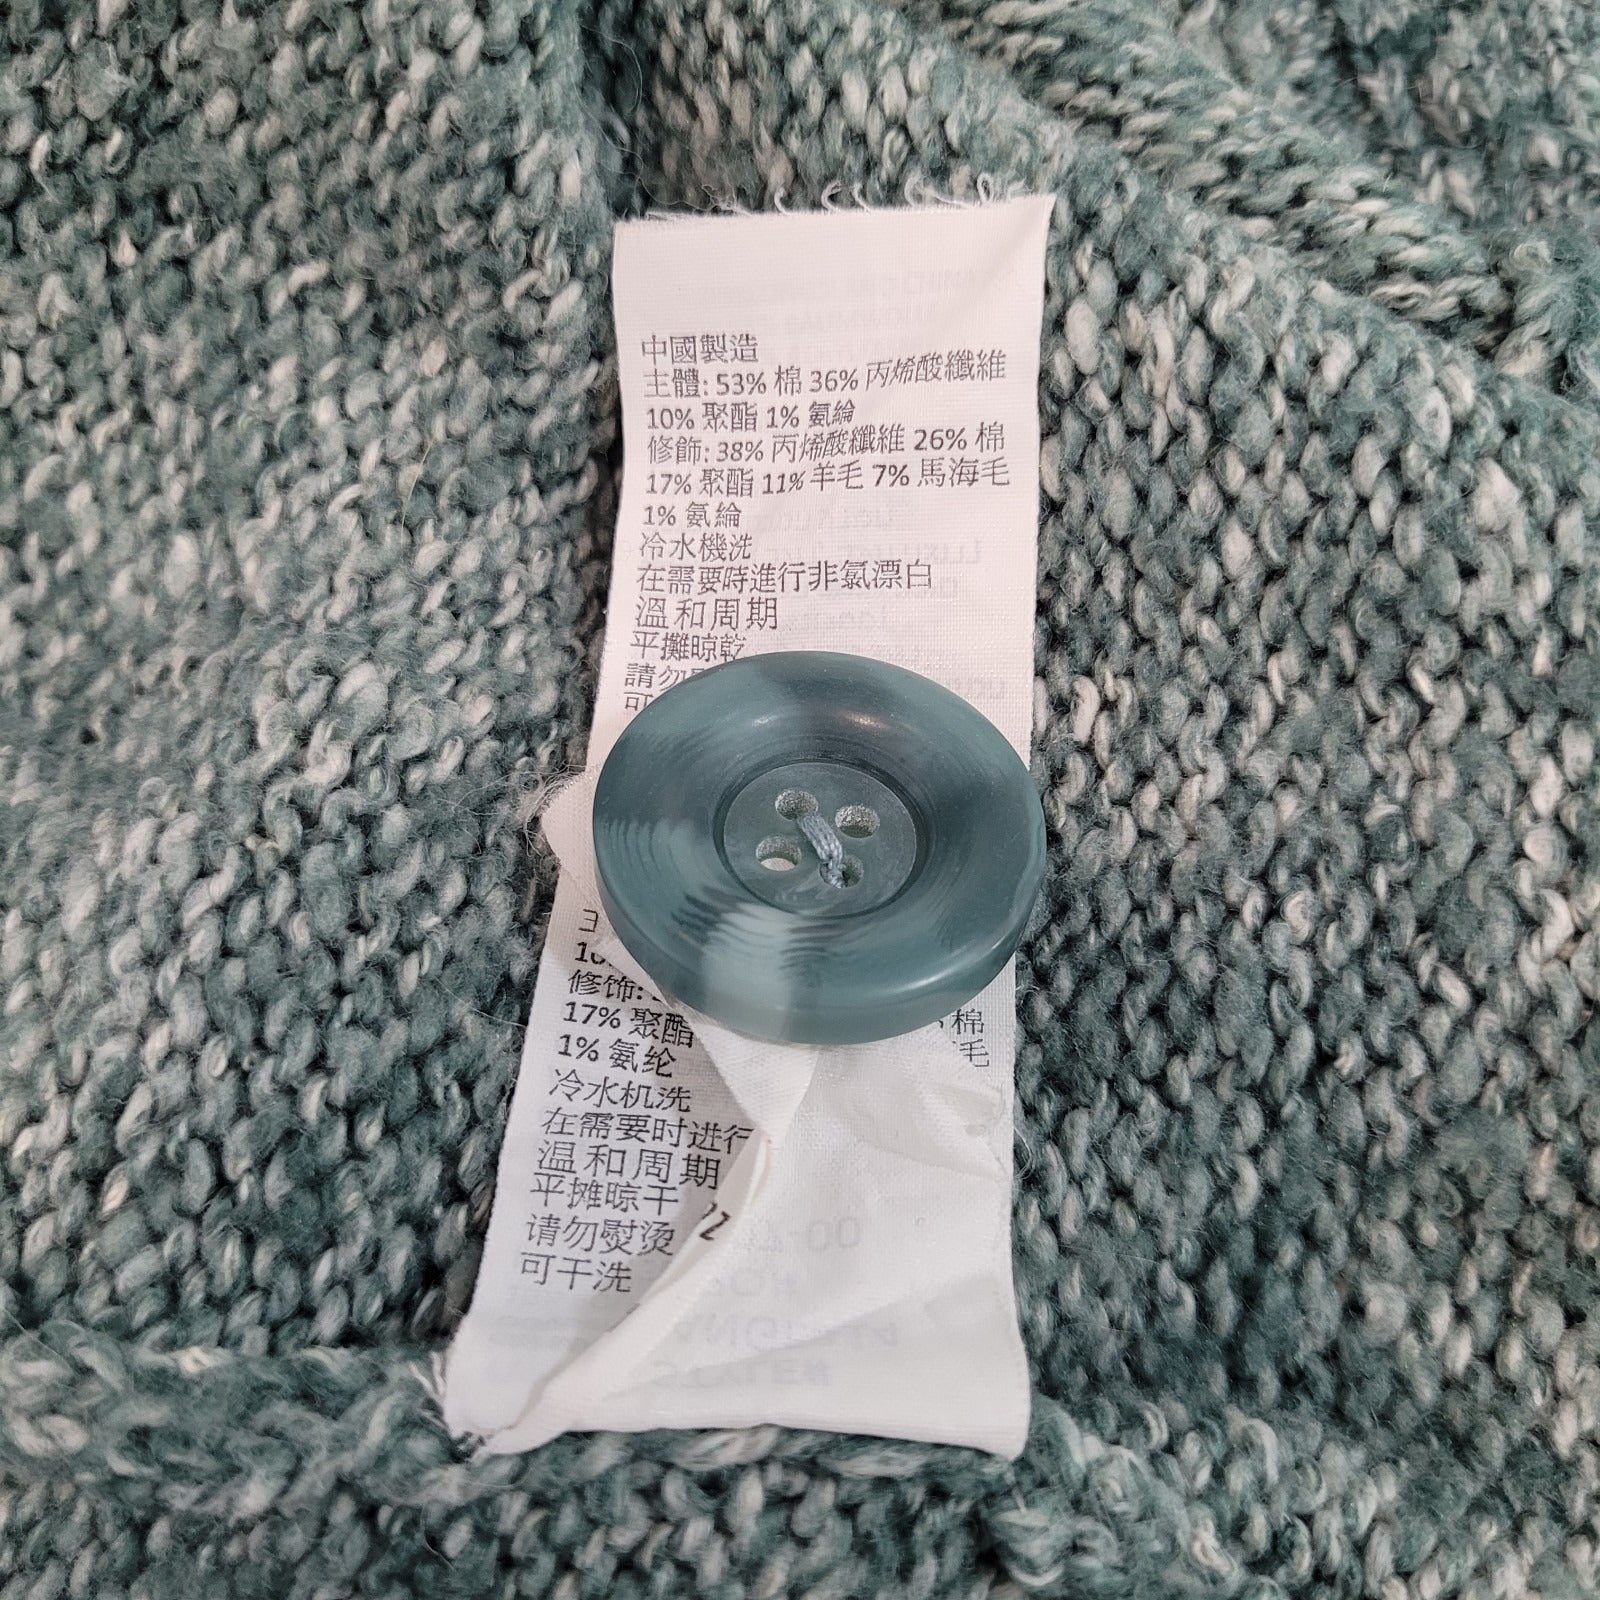 中國製造
主體: 53% 棉 36% 丙烯酸纖維
10% 聚酯 1% 氨綸
修飾: 38% 丙烯酸纖維 26% 棉
17% 聚酯 11% 羊毛 7% 馬海毛
1% 氨綸
冷水機洗
在需要時進行非氯漂白
溫和周期
平攤晾乾
請勿
可
修饰:
17% 聚酯
棉
1% 氨纶
毛
冷水机洗
在需要时进行
温和周期
平摊晾干
请勿熨烫
可干洗